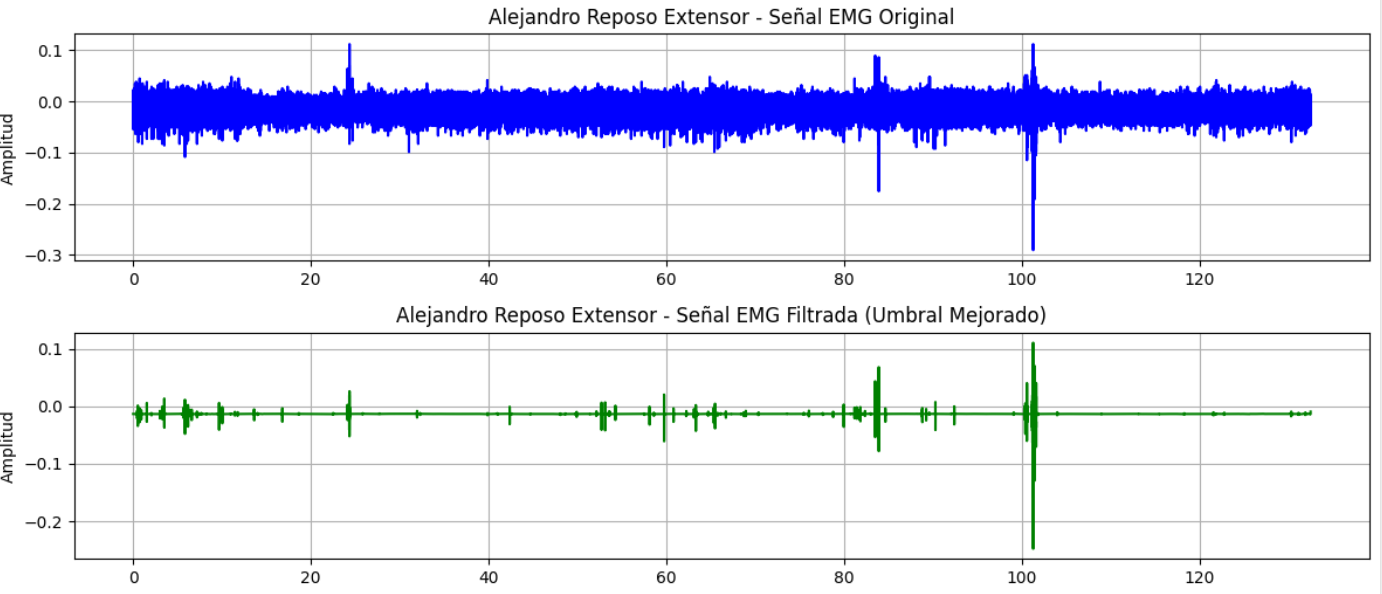 Alejandro Reposo Extensor - Señal EMG Original
Amplitud
0.1
0.0
−0.1
−0.2
−0.3
0 20 40 60 80 100 120
Alejandro Reposo Extensor - Señal EMG Filtrada (Umbral Mejorado)
Amplitud
0.1
0.0
−0.1
−0.2
0 20 40 60 80 100 120